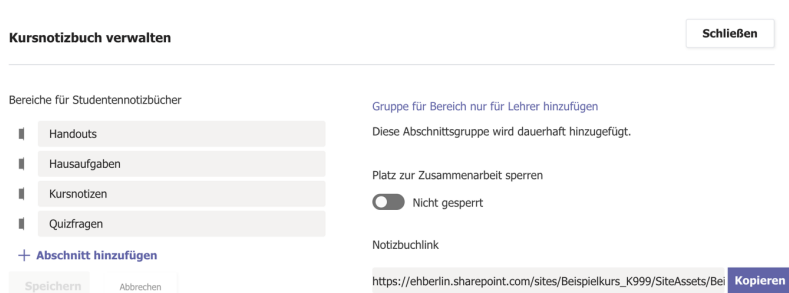 Kursnotizbuch verwalten
Schließen
Bereiche für Studentennotizbücher
Handouts
Hausaufgaben
Kursnotizen
Quizfragen
+ Abschnitt hinzufügen
Speichern
Abbrechen
Gruppe für Bereich nur für Lehrer hinzufügen
Diese Abschnittsgruppe wird dauerhaft hinzugefügt.
Platz zur Zusammenarbeit sperren
Nicht gesperrt
Notizbuchlink
https://ehberlin.sharepoint.com/sites/Beispielkurs_K999/SiteAssets/Bei
Kopieren